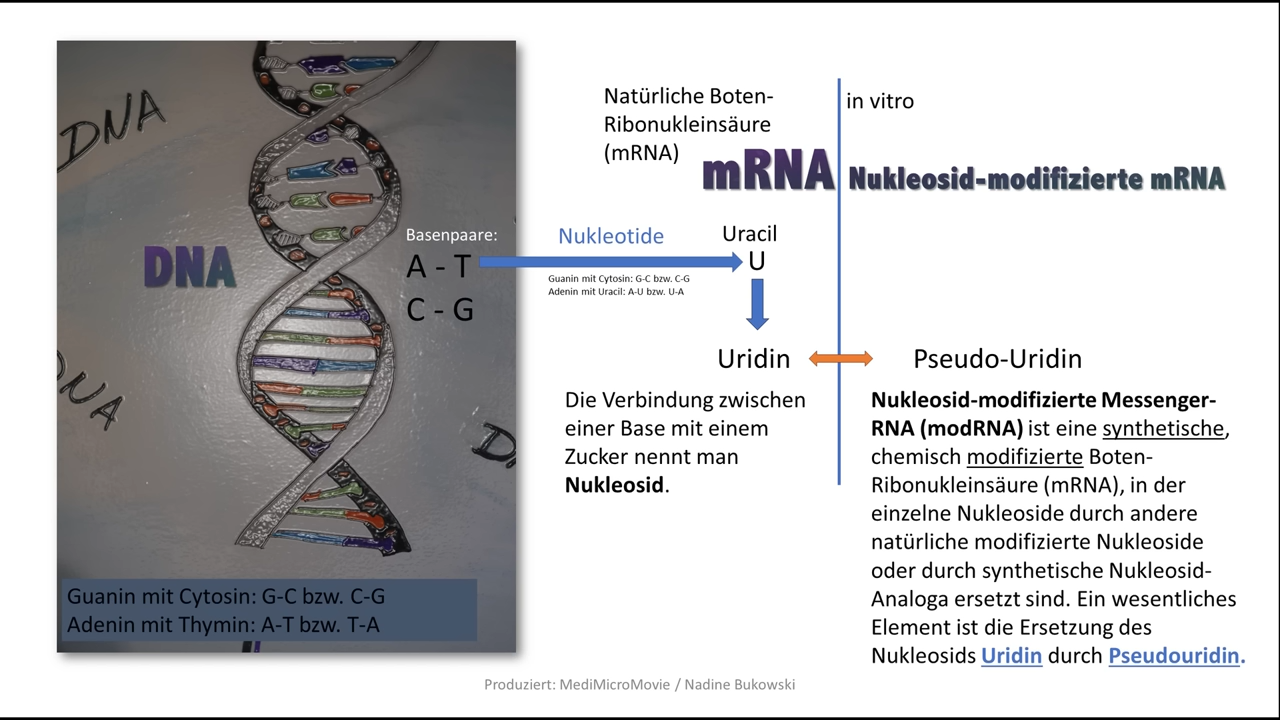 DNA
DNA
DNA
Basenpaare:
A - T
C - G
Guanin mit Cytosin: G-C bzw. C-G
Adenin mit Thymin: A-T bzw. T-A
Natürliche Boten-
Ribonukleinsäure
(mRNA)
mRNA
in vitro
Nukleosid-modifizierte mRNA
Nukleotide
Guanin mit Cytosin: G-C bzw. C-G
Adenin mit Uracil: A-U bzw. U-A
Uracil
U
Uridin
Pseudo-Uridin
Die Verbindung zwischen
einer Base mit einem
Zucker nennt man
Nukleosid.
Nukleosid-modifizierte Messenger-
RNA (modRNA) ist eine synthetische,
chemisch modifizierte Boten-
Ribonukleinsäure (mRNA), in der
einzelne Nukleoside durch andere
natürliche modifizierte Nukleoside
oder durch synthetische Nukleosid-
Analoga ersetzt sind. Ein wesentliches
Element ist die Ersetzung des
Nukleosids Uridin durch Pseudouridin.
Produziert: MediMicroMovie / Nadine Bukowski